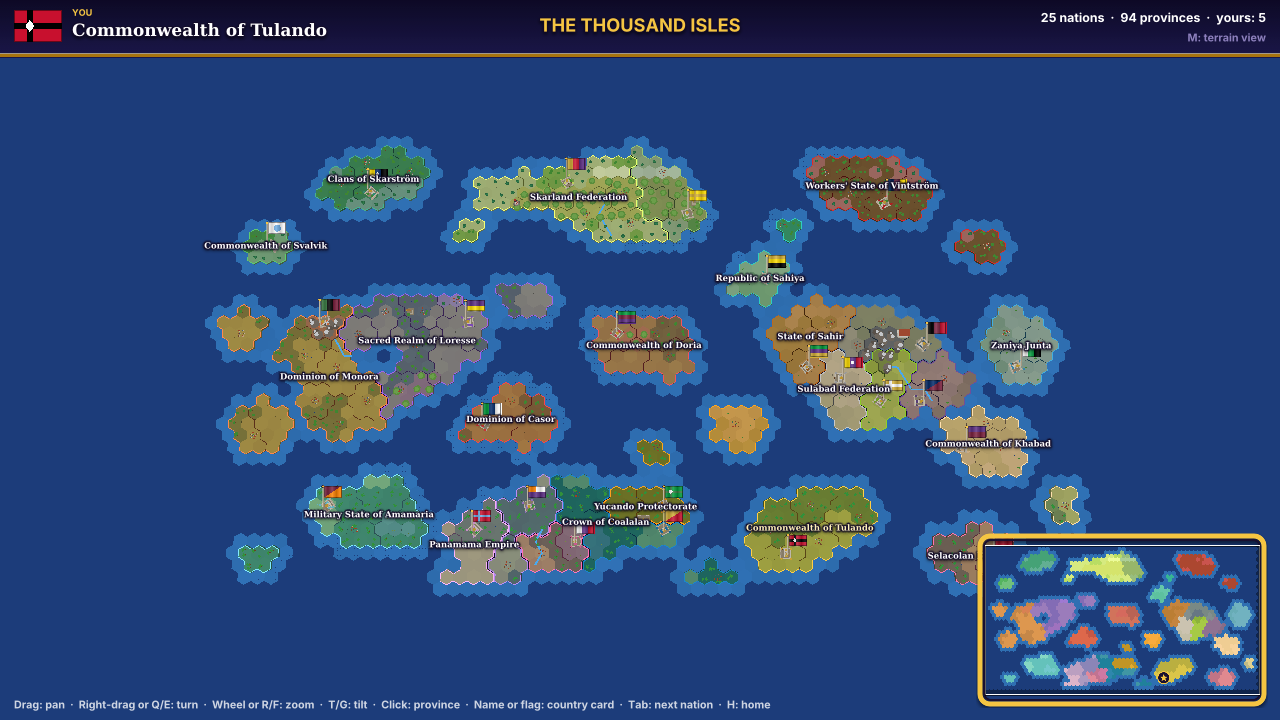 YOU
Commonwealth of Tulando
THE THOUSAND ISLES
25 nations · 94 provinces · yours: 5
M: terrain view
Clans of Skarström
Skarland Federation
Workers' State of Vintström
Commonwealth of Svalvik
Republic of Sahiya
State of Sahir
Sacred Realm of Loresse
Commonwealth of Doria
Zaniya Junta
Dominion of Monora
Sulabad Federation
Dominion of Casor
Commonwealth of Khabad
Military State of Amamaria
Yucando Protectorate
Crown of Coalalan
Commonwealth of Tulando
Panamama Empire
Selacolan
Drag: pan · Right-drag or Q/E: turn · Wheel or R/F: zoom · T/G: tilt · Click: province · Name or flag: country card · Tab: next nation · H: home